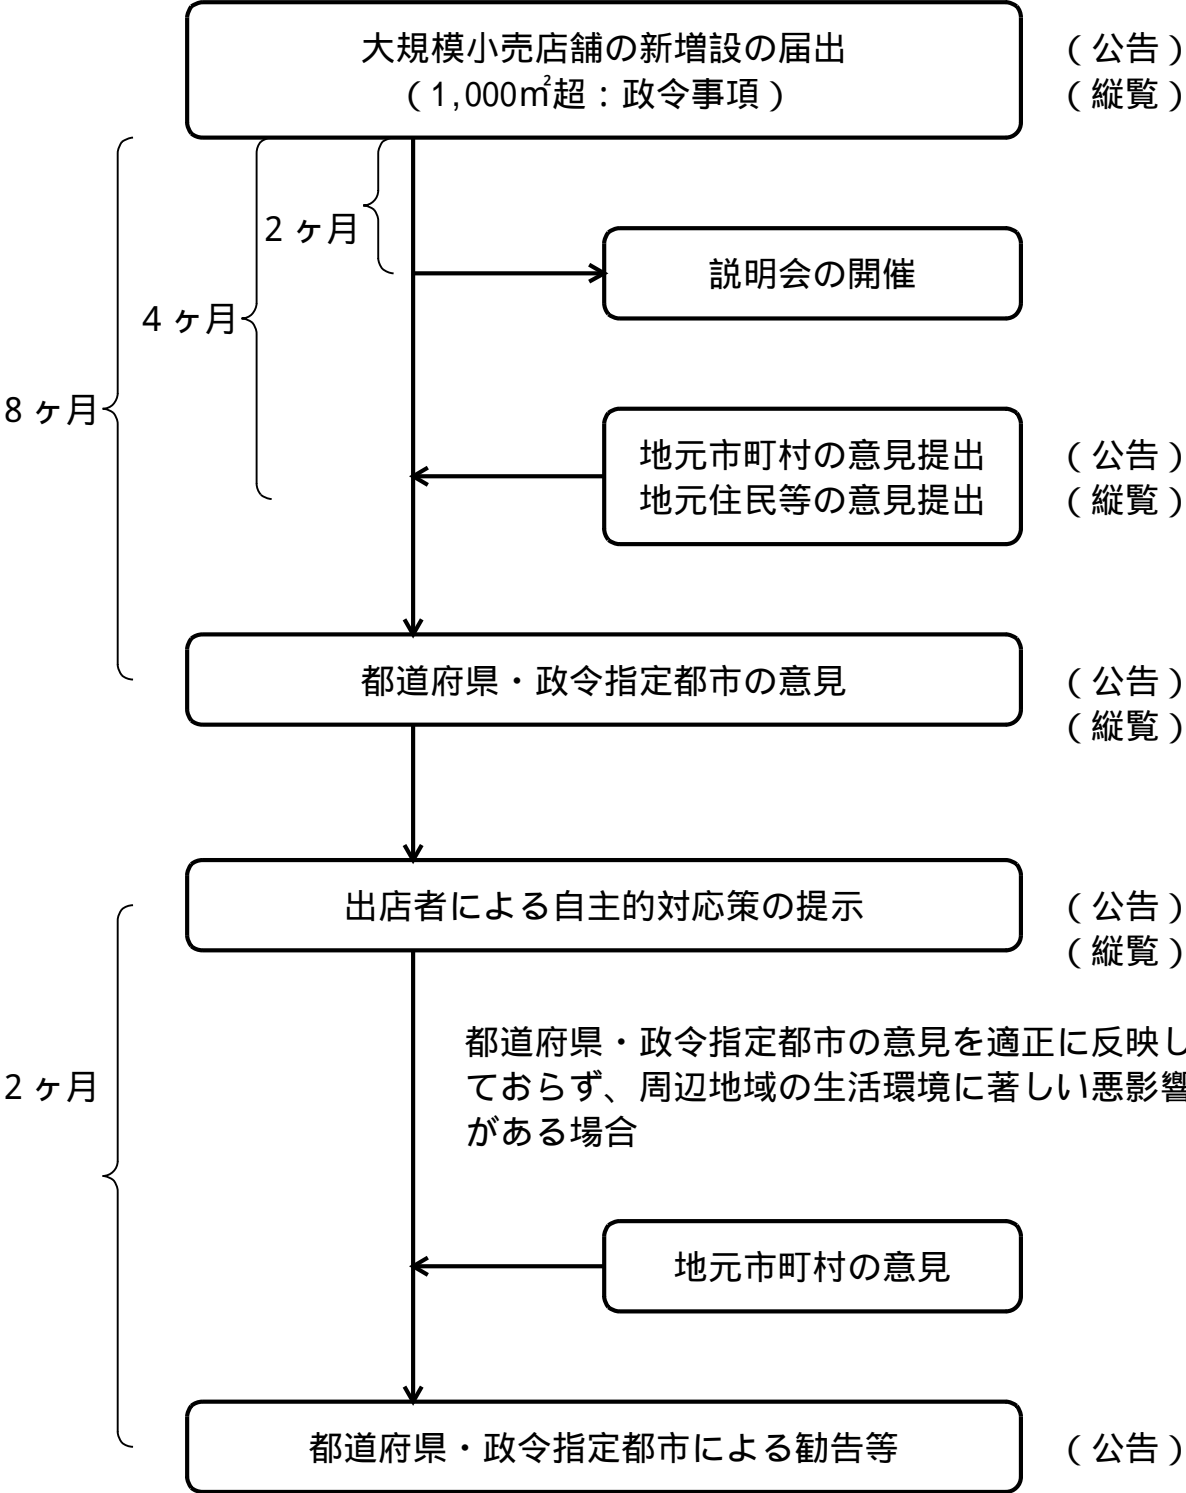 大規模小売店舗の新増設の届出
（1,000㎡超：政令事項）
（公告）
（縦覧）
2ヶ月
説明会の開催
4ヶ月
8ヶ月
地元市町村の意見提出
地元住民等の意見提出
（公告）
（縦覧）
都道府県・政令指定都市の意見
（公告）
（縦覧）
出店者による自主的対応策の提示
（公告）
（縦覧）
都道府県・政令指定都市の意見を適正に反映し
ておらず、周辺地域の生活環境に著しい悪影響
がある場合
2ヶ月
地元市町村の意見
都道府県・政令指定都市による勧告等
（公告）